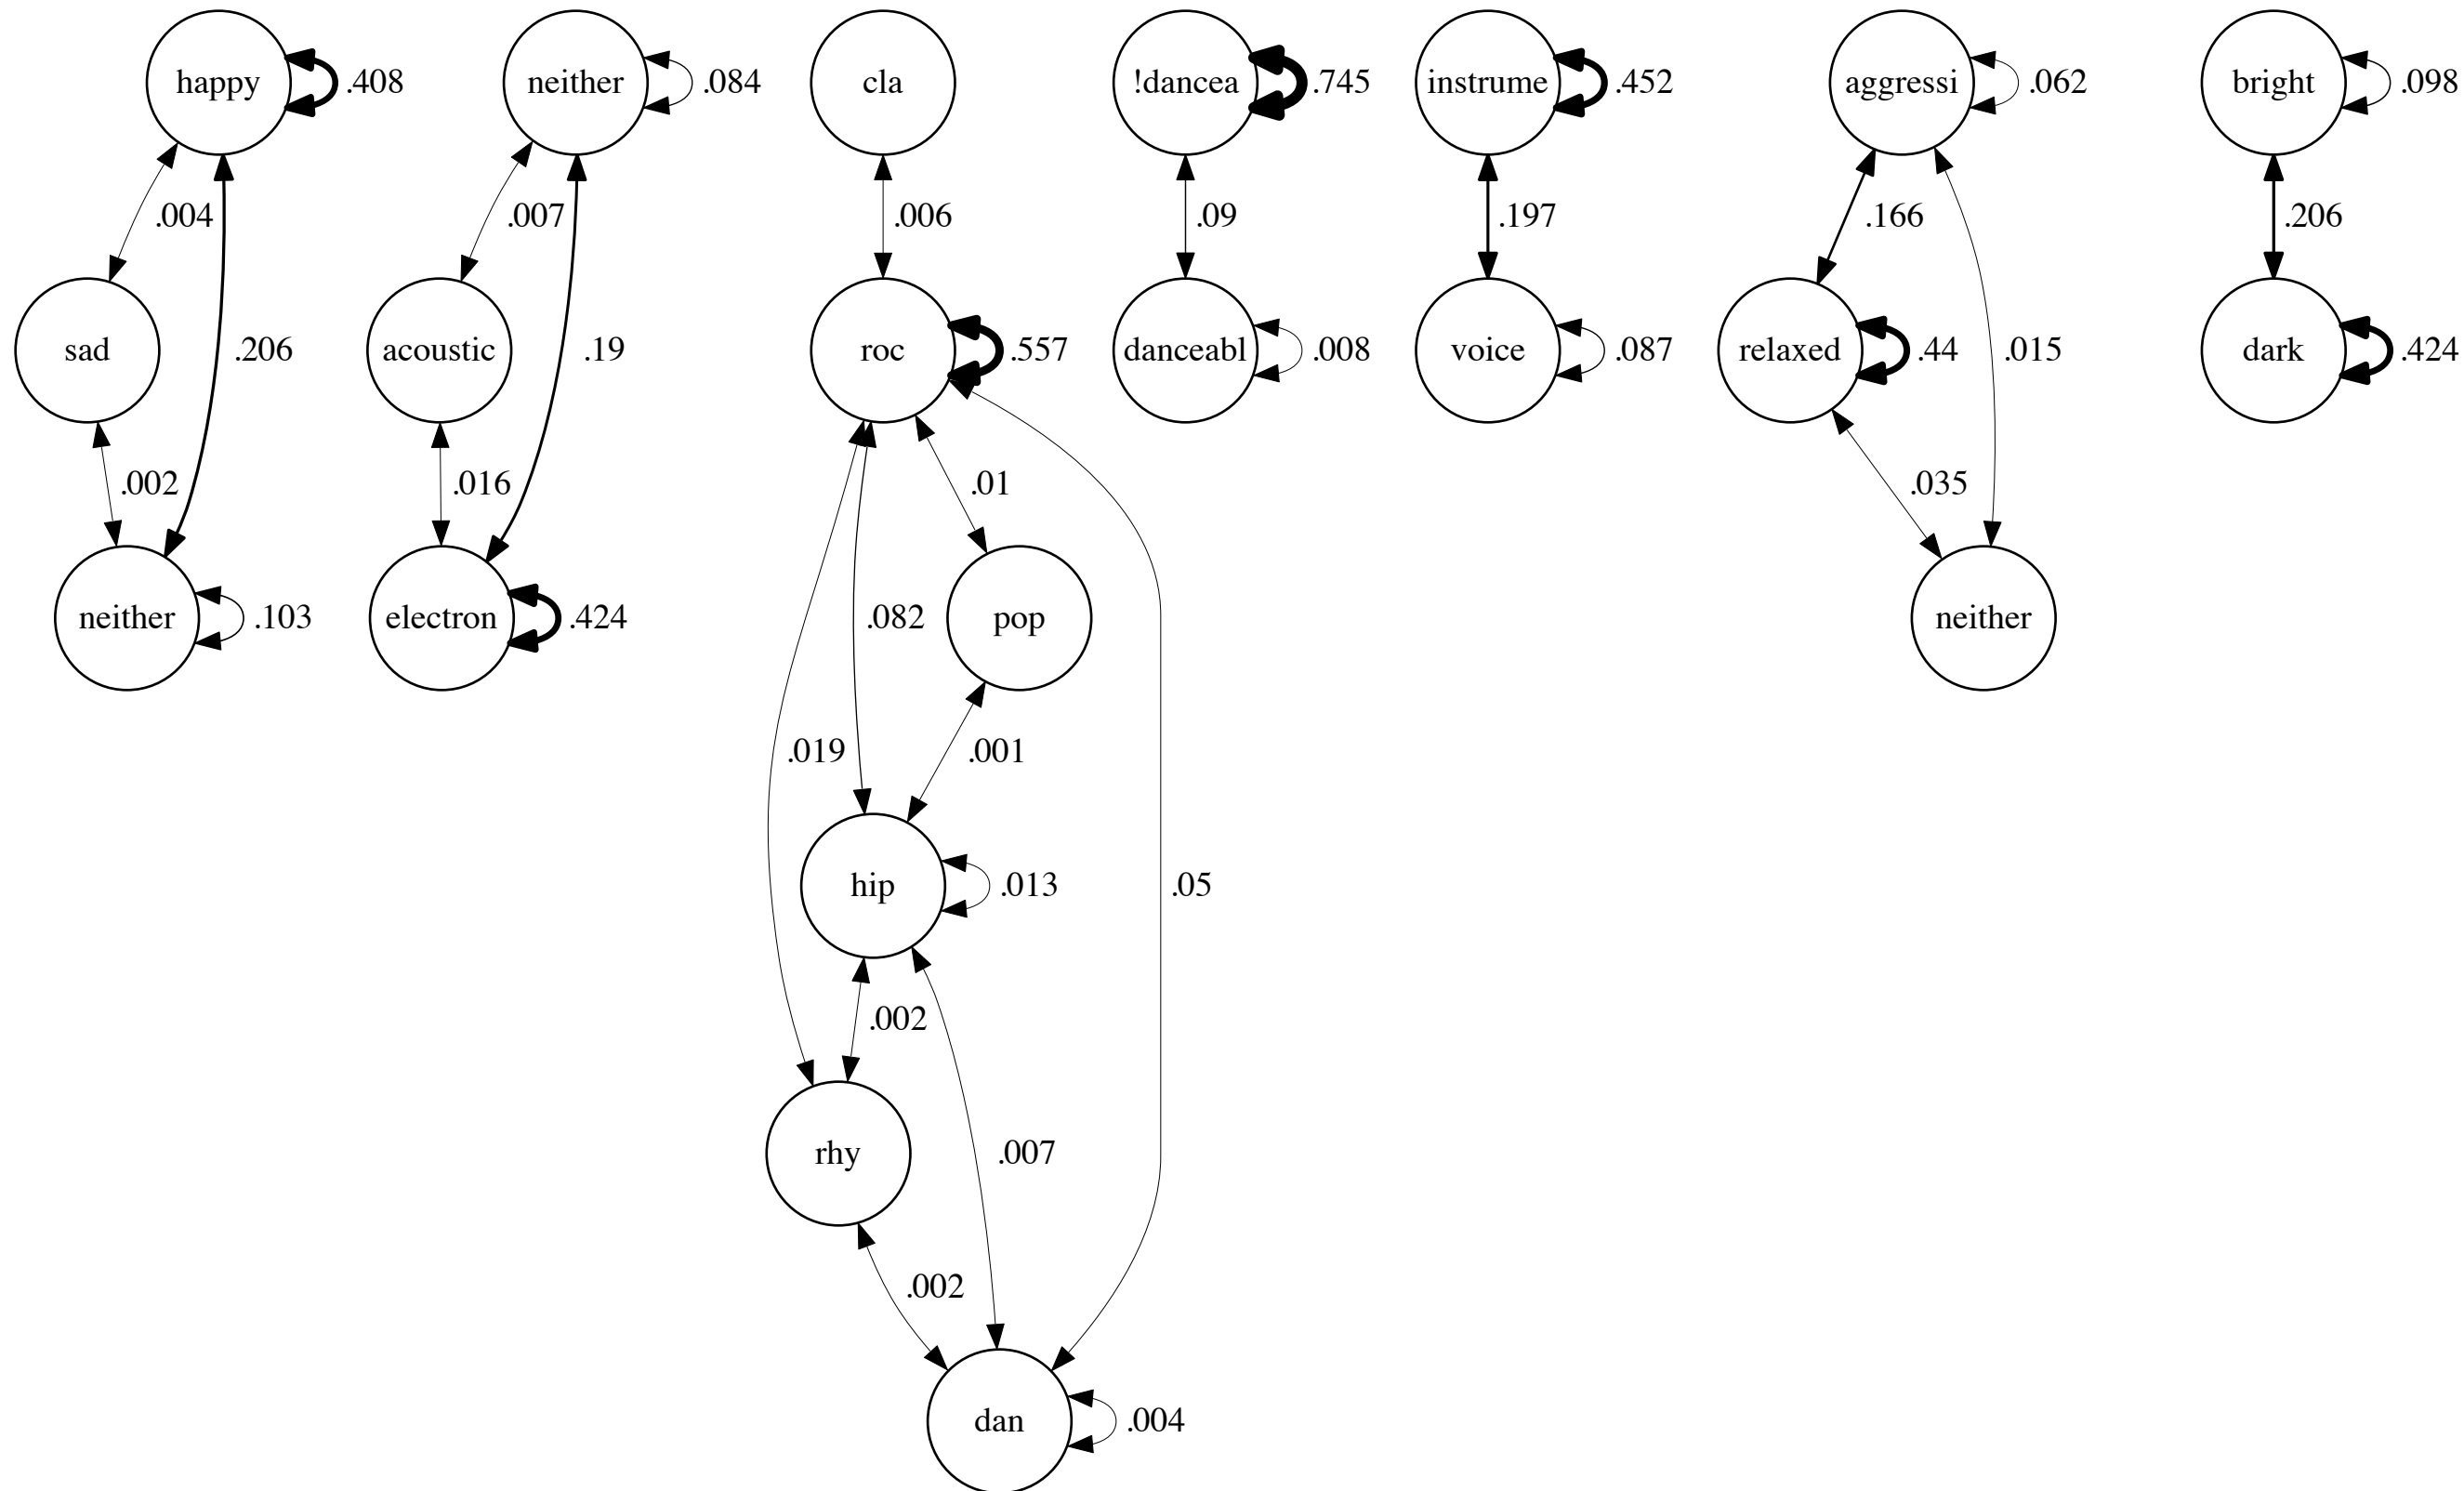 happy
.408
neither
.084
cla
!dancea
.745
instrume
.452
aggressi
.062
bright
.098
.004
.007
.006
.09
.197
.166
.206
sad
.206
acoustic
.19
roc
.557
danceabl
.008
voice
.087
relaxed
.44
.015
dark
.424
.002
.016
.01
.035
neither
.103
electron
.424
.082
pop
neither
.019
.001
hip
.013
.05
.002
rhy
.007
.002
dan
.004